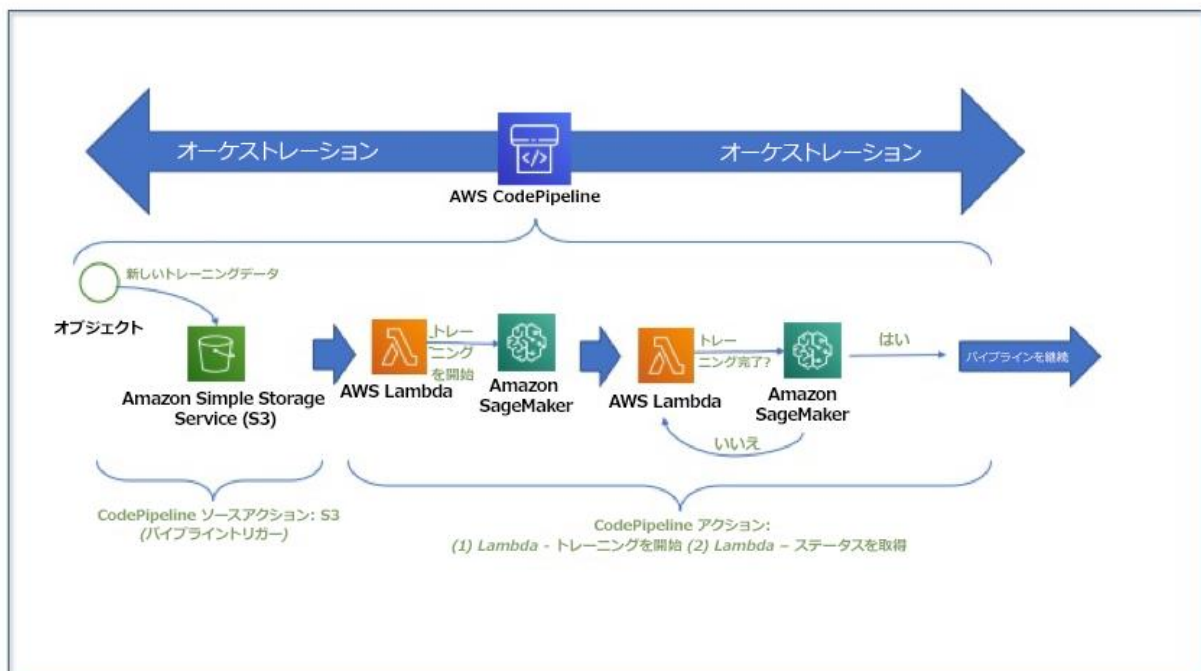 オーケストレーション
オーケストレーション
AWS CodePipeline
新しいトレーニングデータ
オブジェクト
Amazon Simple Storage
Service (S3)
トレー
ニング
を開始
AWS Lambda
Amazon
SageMaker
トレー
ニング完了?
AWS Lambda
Amazon
SageMaker
はい
いいえ
パイプラインを継続
CodePipeline ソースアクション: S3
(パイプライントリガー)
CodePipeline アクション:
(1) Lambda - トレーニングを開始 (2) Lambda – ステータスを取得